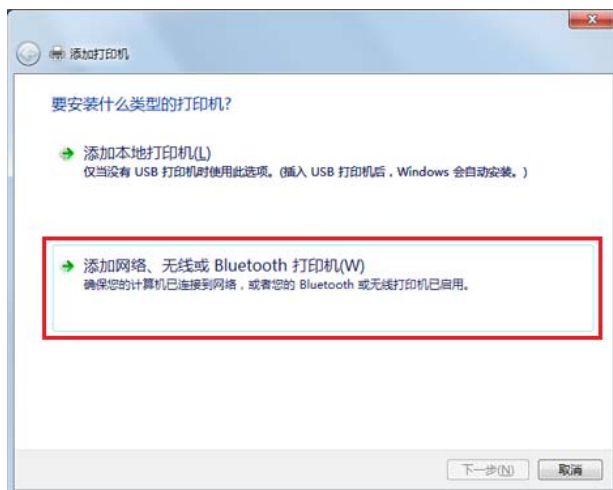 添加打印机
要安装什么类型的打印机?
添加本地打印机(L)
仅当没有 USB 打印机时使用此选项。(插入 USB 打印机后，Windows 会自动安装。)
添加网络、无线或 Bluetooth 打印机(W)
确保您的计算机已连接到网络，或者您的 Bluetooth 或无线打印机已启用。
下一步(N) 取消